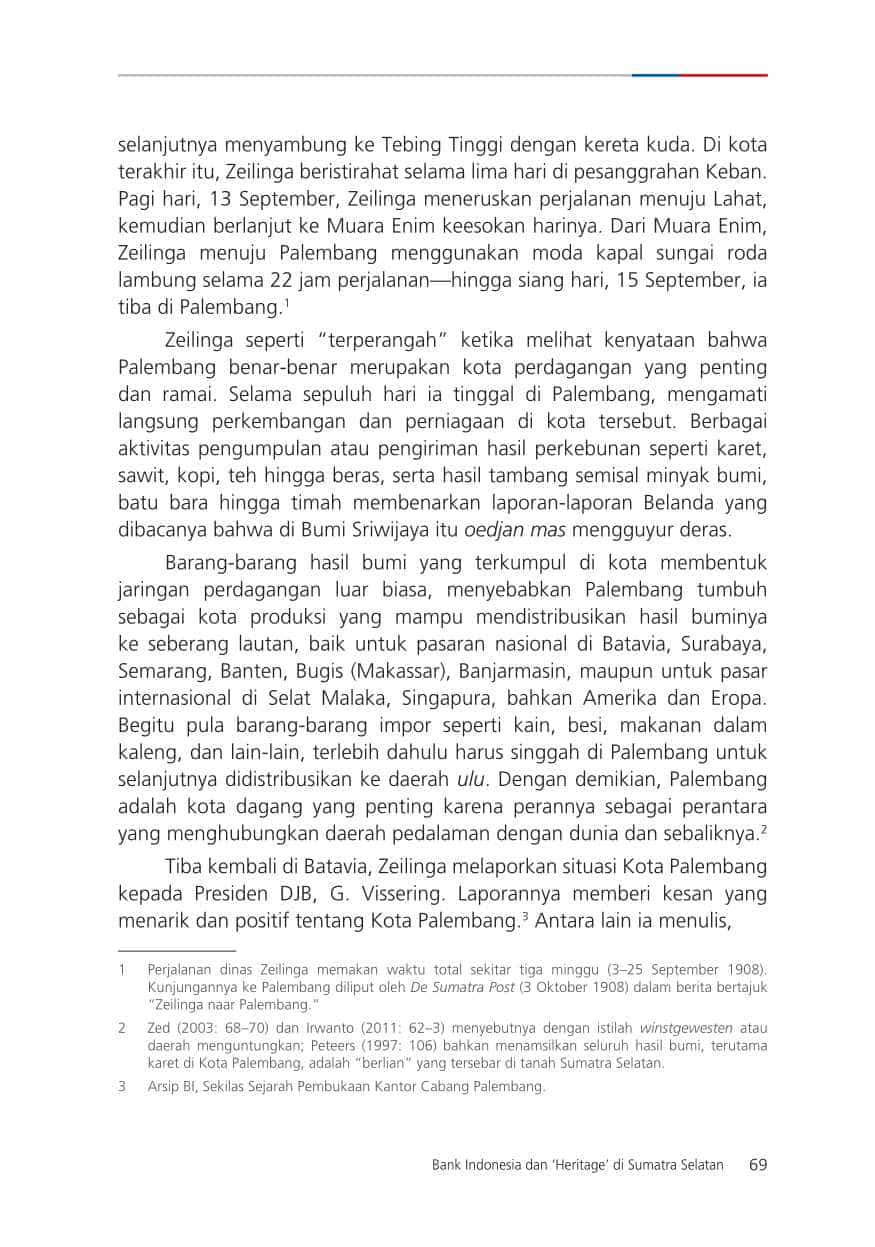 selanjutnya menyambung ke Tebing Tinggi dengan kereta kuda. Di kota
terakhir itu, Zeilinga beristirahat selama lima hari di pesanggrahan Keban.
Pagi hari, 13 September, Zeilinga meneruskan perjalanan menuju Lahat,
kemudian berlanjut ke Muara Enim keesokan harinya. Dari Muara Enim,
Zeilinga menuju Palembang menggunakan moda kapal sungai roda
lambung selama 22 jam perjalanan—hingga siang hari, 15 September, ia
tiba di Palembang.¹
Zeilinga seperti “terperangah” ketika melihat kenyataan bahwa
Palembang benar-benar merupakan kota perdagangan yang penting
dan ramai. Selama sepuluh hari ia tinggal di Palembang, mengamati
langsung perkembangan dan perniagaan di kota tersebut. Berbagai
aktivitas pengumpulan atau pengiriman hasil perkebunan seperti karet,
sawit, kopi, teh hingga beras, serta hasil tambang semisal minyak bumi,
batu bara hingga timah membenarkan laporan-laporan Belanda yang
dibacanya bahwa di Bumi Sriwijaya itu oedjan mas mengguyur deras.
Barang-barang hasil bumi yang terkumpul di kota membentuk
jaringan perdagangan luar biasa, menyebabkan Palembang tumbuh
sebagai kota produksi yang mampu mendistribusikan hasil buminya
ke seberang lautan, baik untuk pasaran nasional di Batavia, Surabaya,
Semarang, Banten, Bugis (Makassar), Banjarmasin, maupun untuk pasar
internasional di Selat Malaka, Singapura, bahkan Amerika dan Eropa.
Begitu pula barang-barang impor seperti kain, besi, makanan dalam
kaleng, dan lain-lain, terlebih dahulu harus singgah di Palembang untuk
selanjutnya didistribusikan ke daerah ulu. Dengan demikian, Palembang
adalah kota dagang yang penting karena perannya sebagai perantara
yang menghubungkan daerah pedalaman dengan dunia dan sebaliknya.²
Tiba kembali di Batavia, Zeilinga melaporkan situasi Kota Palembang
kepada Presiden DJB, G. Vissering. Laporannya memberi kesan yang
menarik dan positif tentang Kota Palembang.³ Antara lain ia menulis,
1 Perjalanan dinas Zeilinga memakan waktu total sekitar tiga minggu (3–25 September 1908).
Kunjungannya ke Palembang diliput oleh De Sumatra Post (3 Oktober 1908) dalam berita bertajuk
“Zeilinga naar Palembang.”
2 Zed (2003: 68–70) dan Irwanto (2011: 62–3) menyebutnya dengan istilah winstgewesten atau
daerah menguntungkan; Peeters (1997: 106) bahkan menamsilkan seluruh hasil bumi, terutama
karet di Kota Palembang, adalah “berlian” yang tersebar di tanah Sumatra Selatan.
3 Arsip BI, Sekilas Sejarah Pembukaan Kantor Cabang Palembang.
Bank Indonesia dan ‘Heritage’ di Sumatra Selatan 69